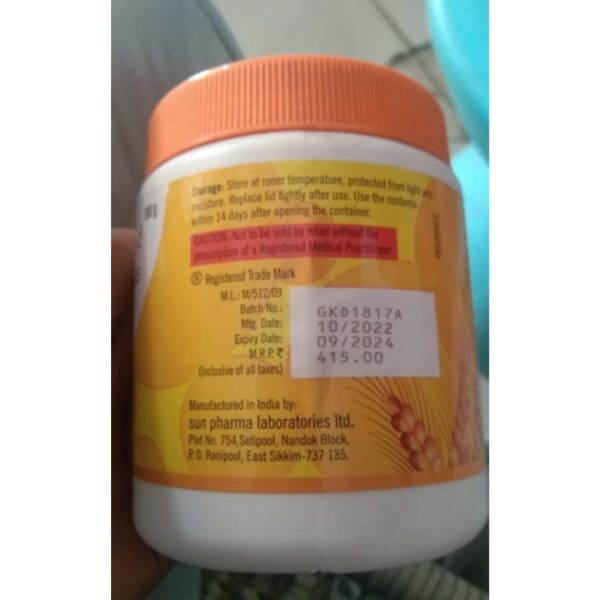 Storage: Store at room temperature, protected from light and
moisture. Replace lid tightly after use. Use the contents
within 14 days after opening the container.
CAUTION: Not to be sold by retail without the
prescription of a Registered Medical Practitioner.
® Registered Trade Mark
M.L.: M/512/09
Batch No.: GKD1817A
Mfg. Date: 10/2022
Expiry Date: 09/2024
M.R.P. ₹ 415.00
(Inclusive of all taxes)
Manufactured in India by:
sun pharma laboratories ltd.
Plot No. 754,Setipool, Nandok Block,
P. O. Ranipool, East Sikkim-737 135.